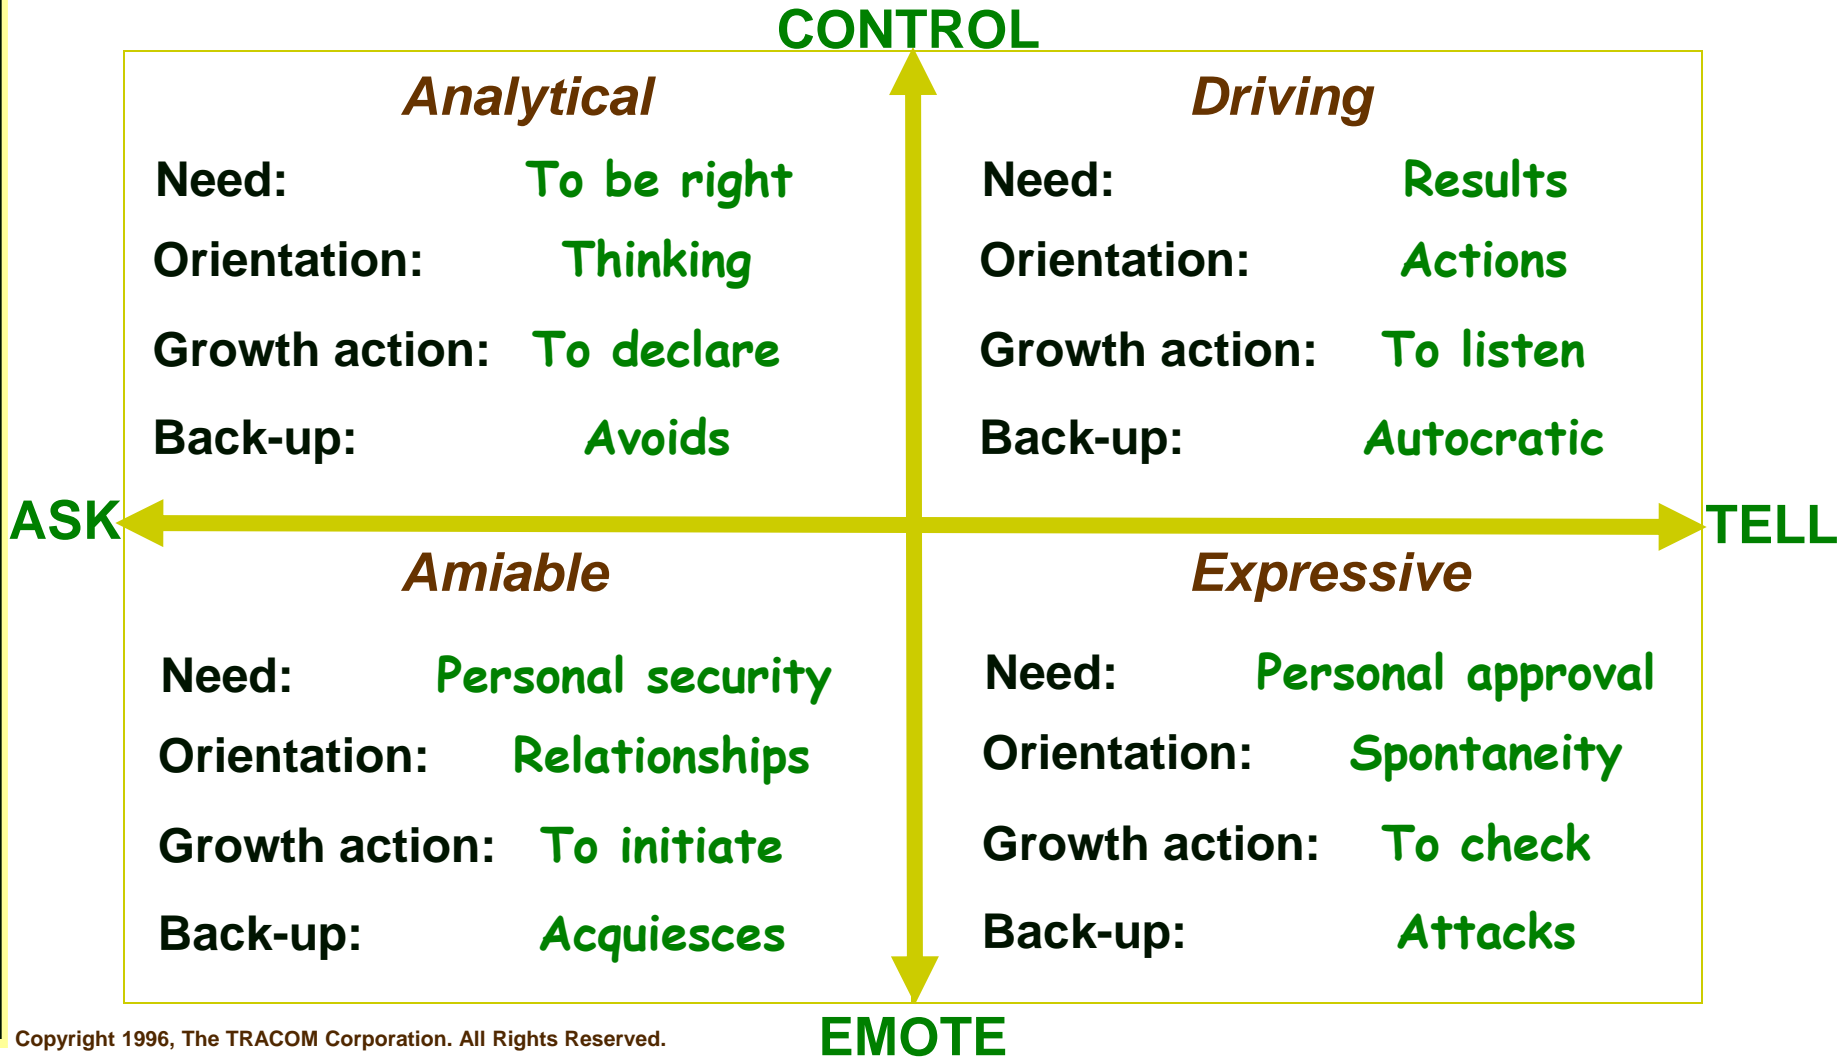 CONTROL
Analytical
Need: To be right
Orientation: Thinking
Growth action: To declare
Back-up: Avoids
Driving
Need: Results
Orientation: Actions
Growth action: To listen
Back-up: Autocratic
ASK
TELL
Amiable
Need: Personal security
Orientation: Relationships
Growth action: To initiate
Back-up: Acquiesces
Expressive
Need: Personal approval
Orientation: Spontaneity
Growth action: To check
Back-up: Attacks
EMOTE
Copyright 1996, The TRACOM Corporation. All Rights Reserved.